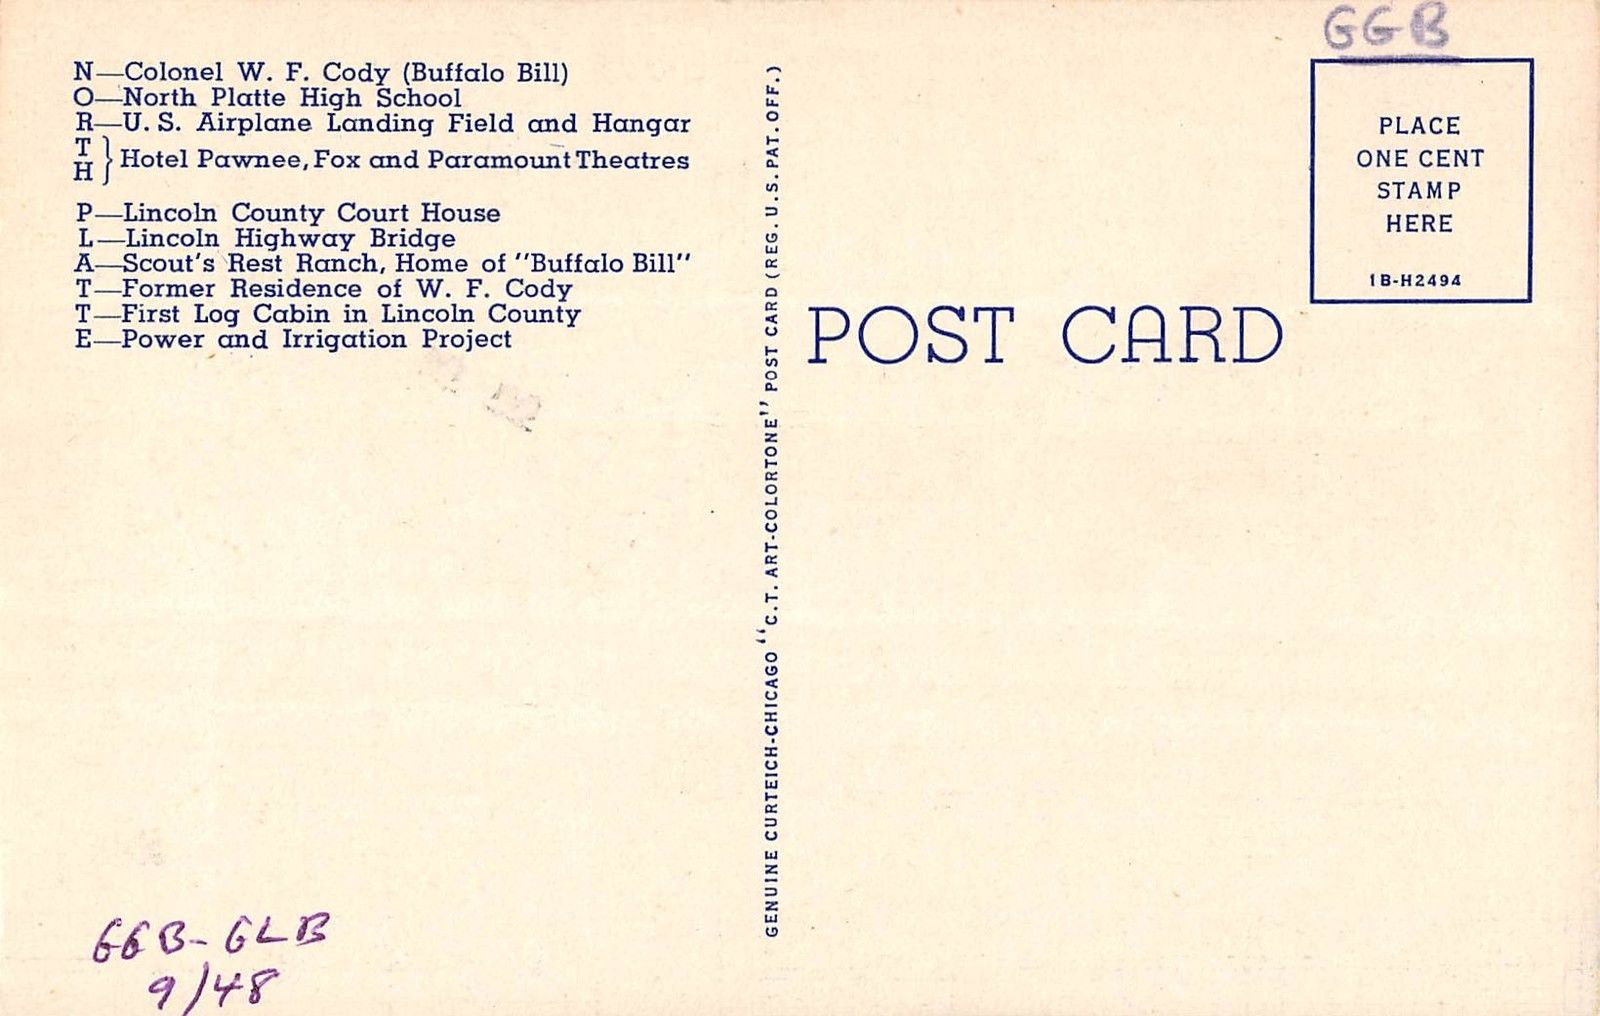 GGB
N—Colonel W. F. Cody (Buffalo Bill)
O—North Platte High School
R—U. S. Airplane Landing Field and Hangar
T
H } Hotel Pawnee, Fox and Paramount Theatres
P—Lincoln County Court House
L—Lincoln Highway Bridge
A—Scout's Rest Ranch, Home of "Buffalo Bill"
T—Former Residence of W. F. Cody
T—First Log Cabin in Lincoln County
E—Power and Irrigation Project
GENUINE CURTEICH-CHICAGO "C.T. ART-COLORTONE" POST CARD (REG. U.S. PAT. OFF.)
PLACE
ONE CENT
STAMP
HERE
1B-H2494
POST CARD
GGB-GLB
9/48